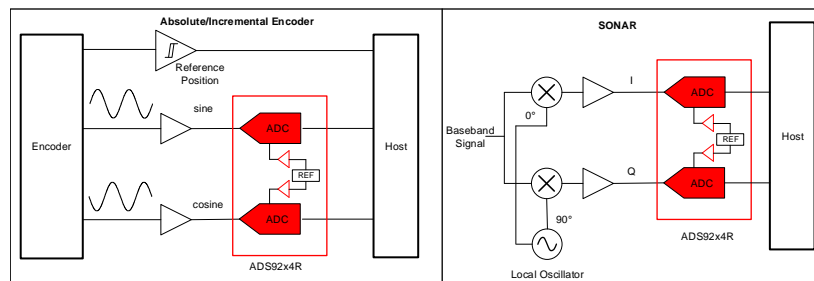 Absolute/Incremental Encoder
Reference
Position
sine
ADC
Encoder
REF
Host
cosine
ADC
ADS92x4R
SONAR
I
ADC
0°
Baseband
Signal
REF
Host
Q
ADC
90°
ADS92x4R
Local Oscillator